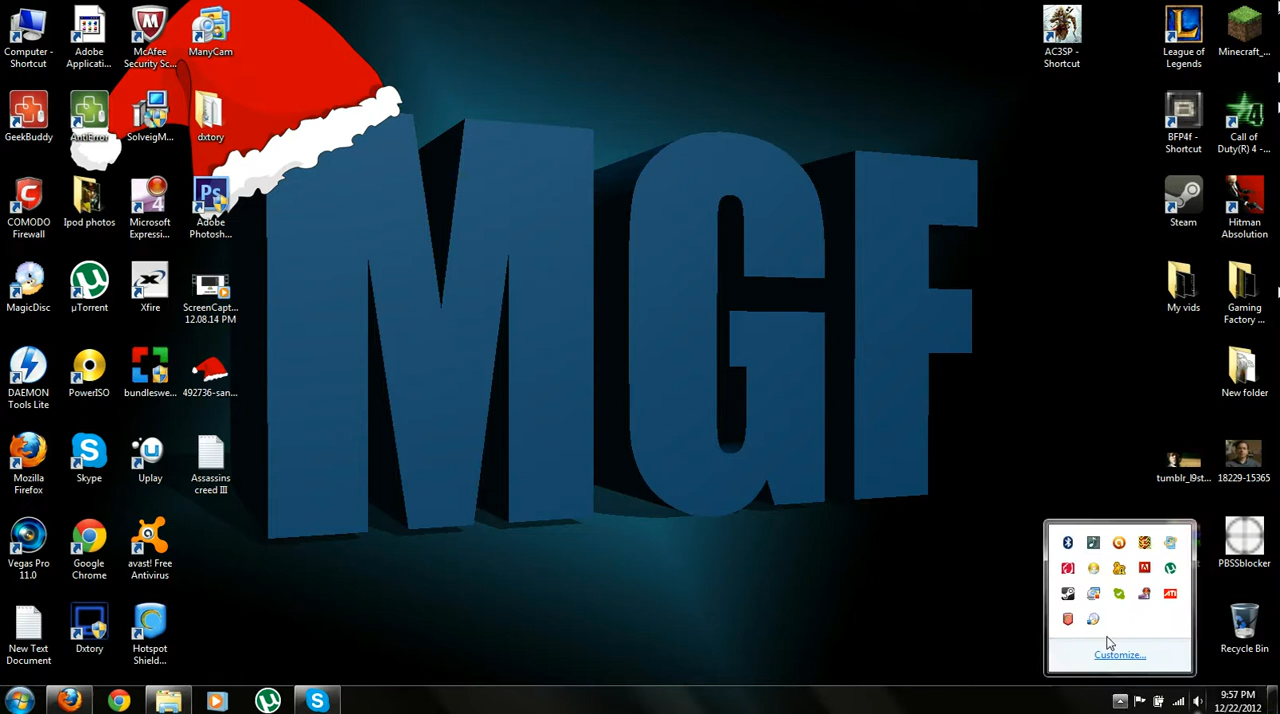 Computer - Shortcut
Adobe Applicati...
McAfee Security Sc...
ManyCam
GeekBuddy
AntiError
SolveigM...
dxtory
COMODO Firewall
Ipod photos
Microsoft Expressi...
Ps
Adobe Photosh...
MagicDisc
µTorrent
Xfire
ScreenCapt... 12.08.14 PM
DAEMON Tools Lite
PowerISO
bundleswe...
492736-san...
Mozilla Firefox
Skype
Uplay
Assassins creed III
Vegas Pro 11.0
Google Chrome
avast! Free Antivirus
New Text Document
Dxtory
Hotspot Shield...
MGF
AC3SP - Shortcut
League of Legends
Minecraft_...
BFP4f - Shortcut
Call of Duty(R) 4 -...
Steam
Hitman Absolution
My vids
Gaming Factory ...
New folder
tumblr_l9st...
18229-15365
PBSSblocker
Recycle Bin
ATI
Customize...
9:57 PM
12/22/2012